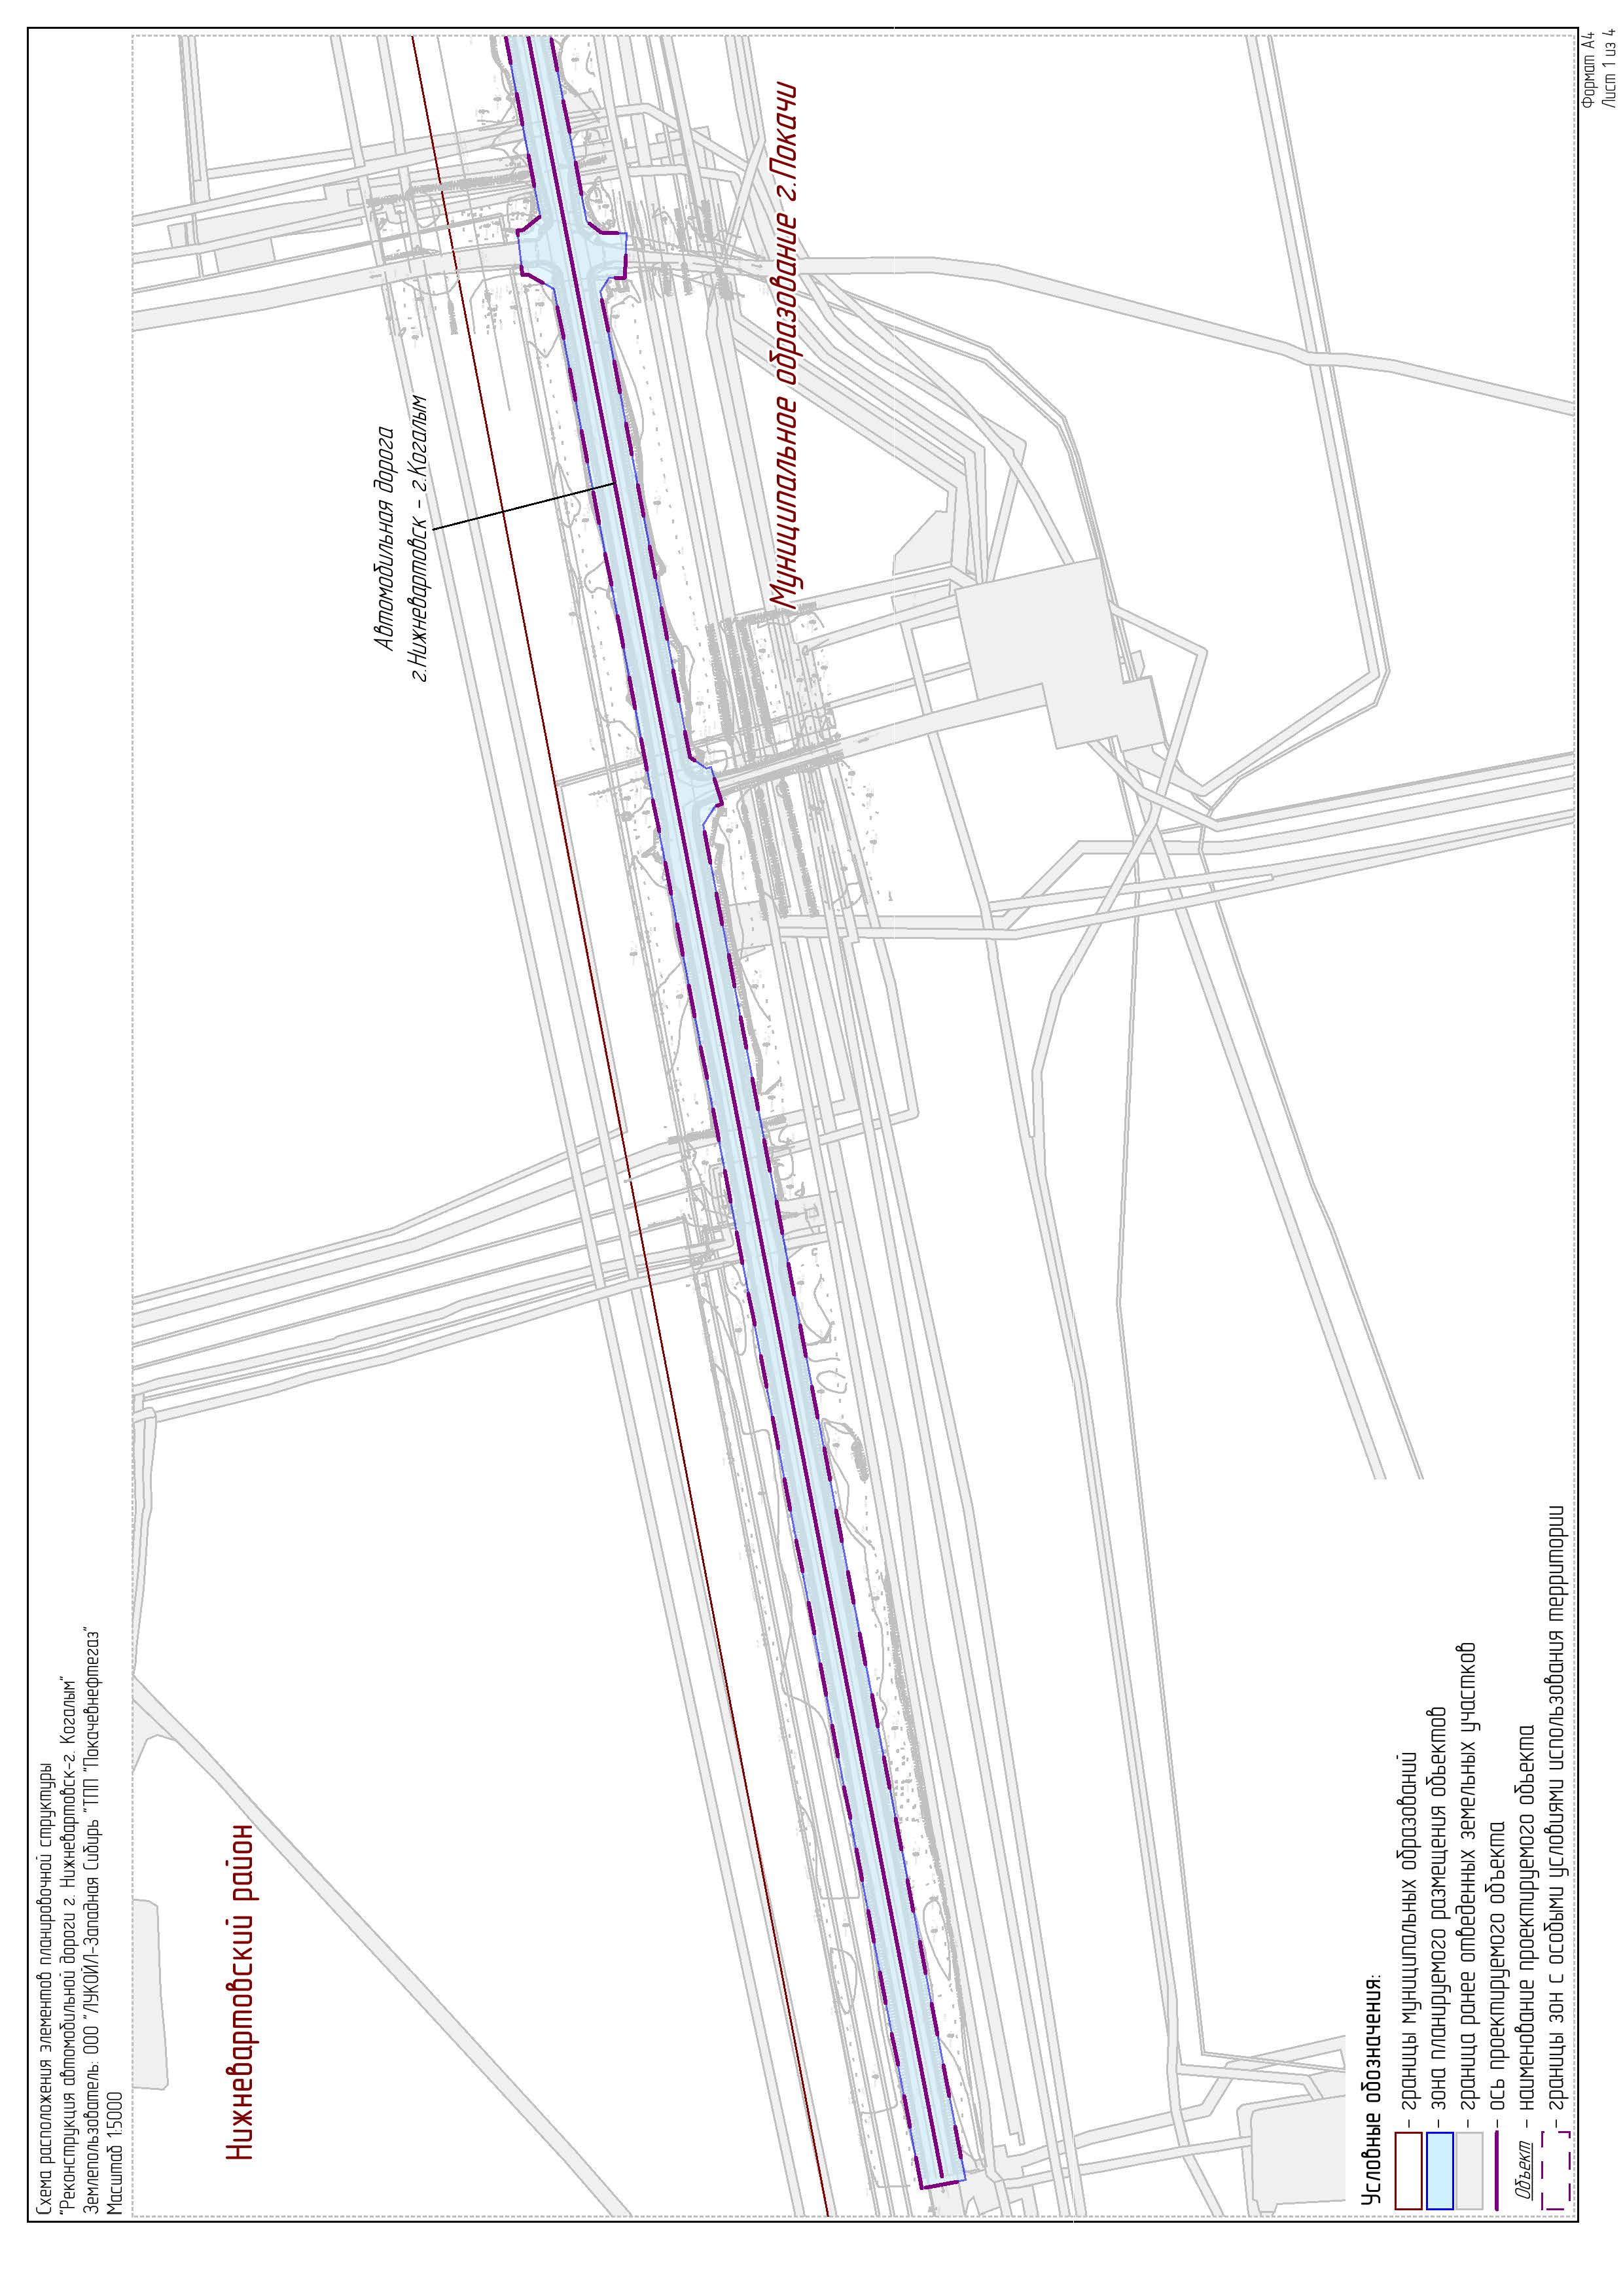 Схема расположения элементов планировочной структуры
"Реконструкция автомобильной дороги г. Нижневартовск-г. Когалым"
Землепользователь: ООО "ЛУКОЙЛ-Западная Сибирь "ТПП "Покачевнефтегаз"
Масштаб 1:5000
Нижневартовский район
Автомобильная дорога
г.Нижневартовск - г.Когалым
Муниципальное образование г.Покачи
Условные обозначения:
- границы муниципальных образований
- зона планируемого размещения объектов
- граница ранее отведенных земельных участков
- ось проектируемого объекта
Объект - наименование проектируемого объекта
- границы зон с особыми условиями использования территории
Формат А4
Лист 1 из 4